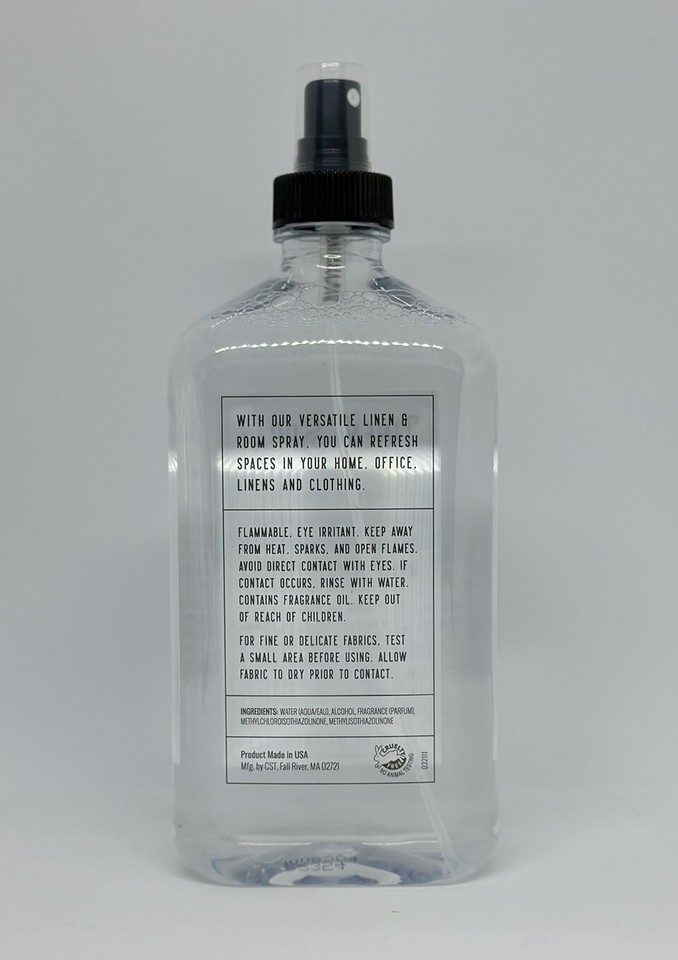 WITH OUR VERSATILE LINEN &
ROOM SPRAY, YOU CAN REFRESH
SPACES IN YOUR HOME, OFFICE,
LINENS AND CLOTHING.
FLAMMABLE, EYE IRRITANT. KEEP AWAY
FROM HEAT, SPARKS, AND OPEN FLAMES.
AVOID DIRECT CONTACT WITH EYES. IF
CONTACT OCCURS, RINSE WITH WATER.
CONTAINS FRAGRANCE OIL. KEEP OUT
OF REACH OF CHILDREN.
FOR FINE OR DELICATE FABRICS, TEST
A SMALL AREA BEFORE USING. ALLOW
FABRIC TO DRY PRIOR TO CONTACT.
INGREDIENTS: WATER (AQUA/EAU), ALCOHOL, FRAGRANCE (PARFUM),
METHYLCHLOROISOTHIAZOLINONE, METHYLISOTHIAZOLINONE
Product Made in USA
Mfg. by CST, Fall River, MA 02721
CRUELTY
FREE
NO ANIMAL TESTING
032111